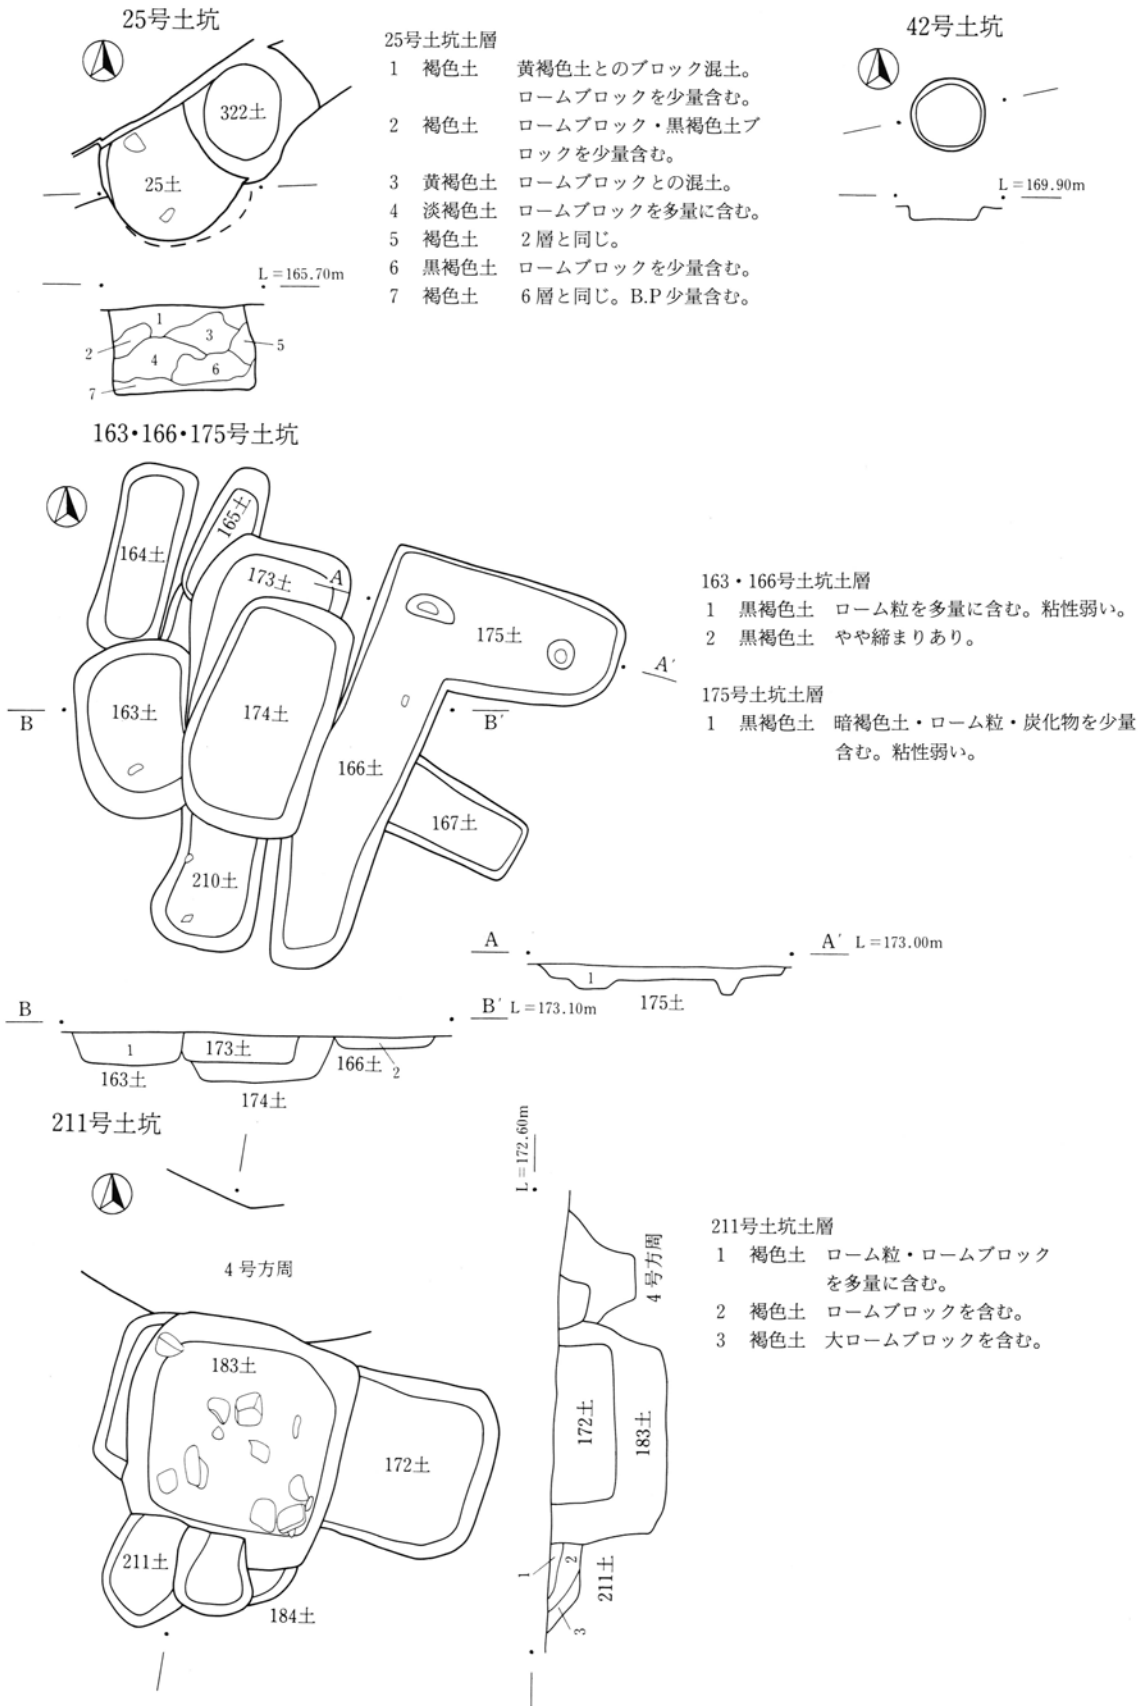 25号土坑
322土
25土
L=165.70m
1
2
3
4
5
6
7
25号土坑土層
1 褐色土 黄褐色土とのブロック混土。
ロームブロックを少量含む。
2 褐色土 ロームブロック・黒褐色土ブ
ロックを少量含む。
3 黄褐色土 ロームブロックとの混土。
4 淡褐色土 ロームブロックを多量に含む。
5 褐色土 2層と同じ。
6 黒褐色土 ロームブロックを少量含む。
7 褐色土 6層と同じ。B.P少量含む。
42号土坑
L=169.90m
163・166・175号土坑
164土
165土
173土
A
175土
A′
163土
174土
B
B′
166土
167土
210土
163・166号土坑土層
1 黒褐色土 ローム粒を多量に含む。粘性弱い。
2 黒褐色土 やや締まりあり。
175号土坑土層
1 黒褐色土 暗褐色土・ローム粒・炭化物を少量
含む。粘性弱い。
A
A′ L=173.00m
1
175土
B
B′ L=173.10m
1
173土
163土
166土
2
174土
211号土坑
4号方周
183土
172土
211土
184土
L=172.60m
4号方周
172土
183土
211土
1
2
3
211号土坑土層
1 褐色土 ローム粒・ロームブロック
を多量に含む。
2 褐色土 ロームブロックを含む。
3 褐色土 大ロームブロックを含む。